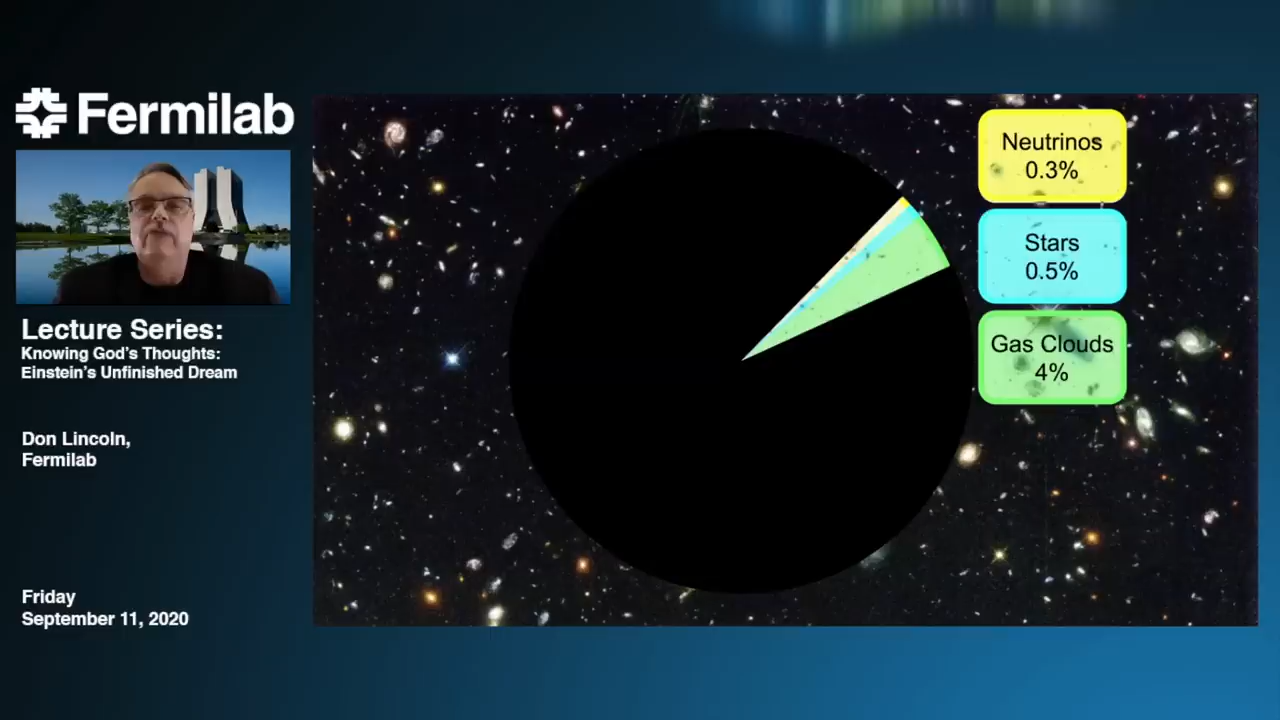 Fermilab
Lecture Series:
Knowing God's Thoughts:
Einstein's Unfinished Dream
Don Lincoln,
Fermilab
Friday
September 11, 2020
Neutrinos
0.3%
Stars
0.5%
Gas Clouds
4%